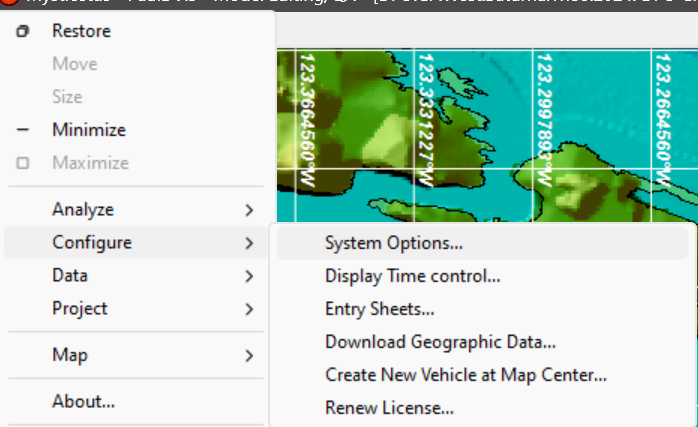 Restore
Move
Size
Minimize
Maximize
Analyze
Configure
Data
Project
Map
About...
System Options...
Display Time control...
Entry Sheets...
Download Geographic Data...
Create New Vehicle at Map Center...
Renew License...
123.3664560°W
123.3331227°W
123.2997893°W
123.2664560°W